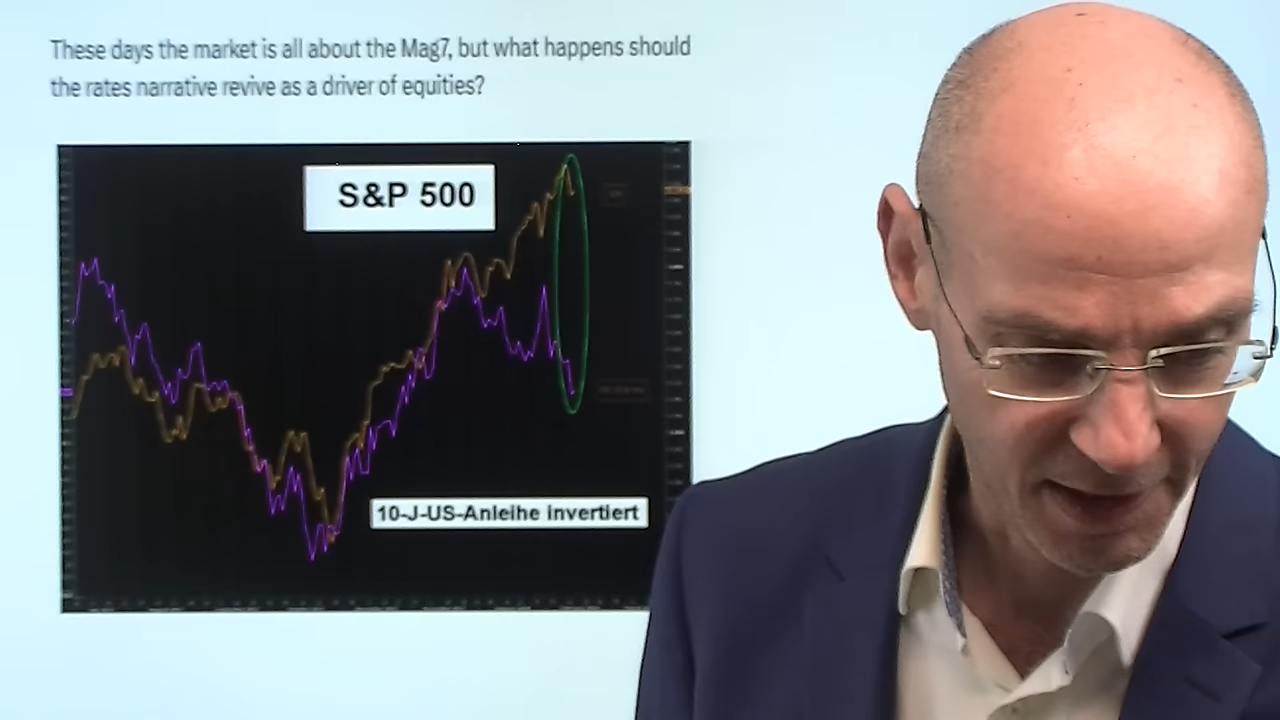 These days the market is all about the Mag7, but what happens should
the rates narrative revive as a driver of equities?
S&P 500
10-J-US-Anleihe invertiert